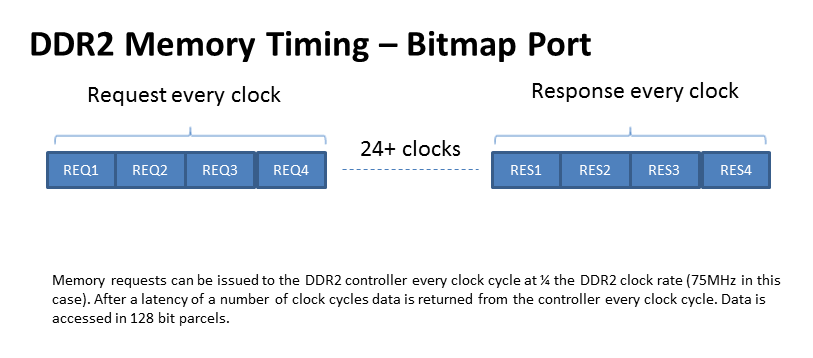 DDR2 Memory Timing – Bitmap Port
Request every clock
Response every clock
24+ clocks
REQ1 REQ2 REQ3 REQ4
RES1 RES2 RES3 RES4
Memory requests can be issued to the DDR2 controller every clock cycle at ¼ the DDR2 clock rate (75MHz in this
case). After a latency of a number of clock cycles data is returned from the controller every clock cycle. Data is
accessed in 128 bit parcels.